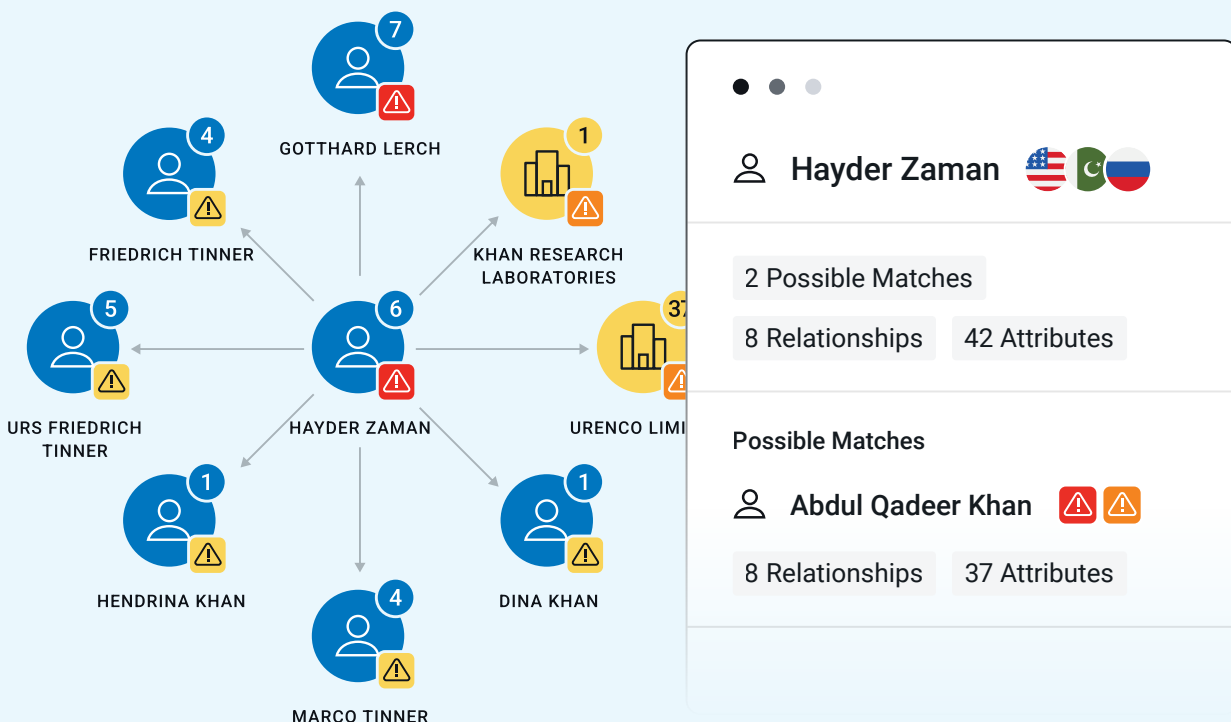 7
GOTTHARD LERCH
4
FRIEDRICH TINNER
1
KHAN RESEARCH
LABORATORIES
5
URS FRIEDRICH
TINNER
6
HAYDER ZAMAN
37
URENCO LIMI
1
HENDRINA KHAN
1
DINA KHAN
4
MARCO TINNER
Hayder Zaman
2 Possible Matches
8 Relationships 42 Attributes
Possible Matches
Abdul Qadeer Khan
8 Relationships 37 Attributes